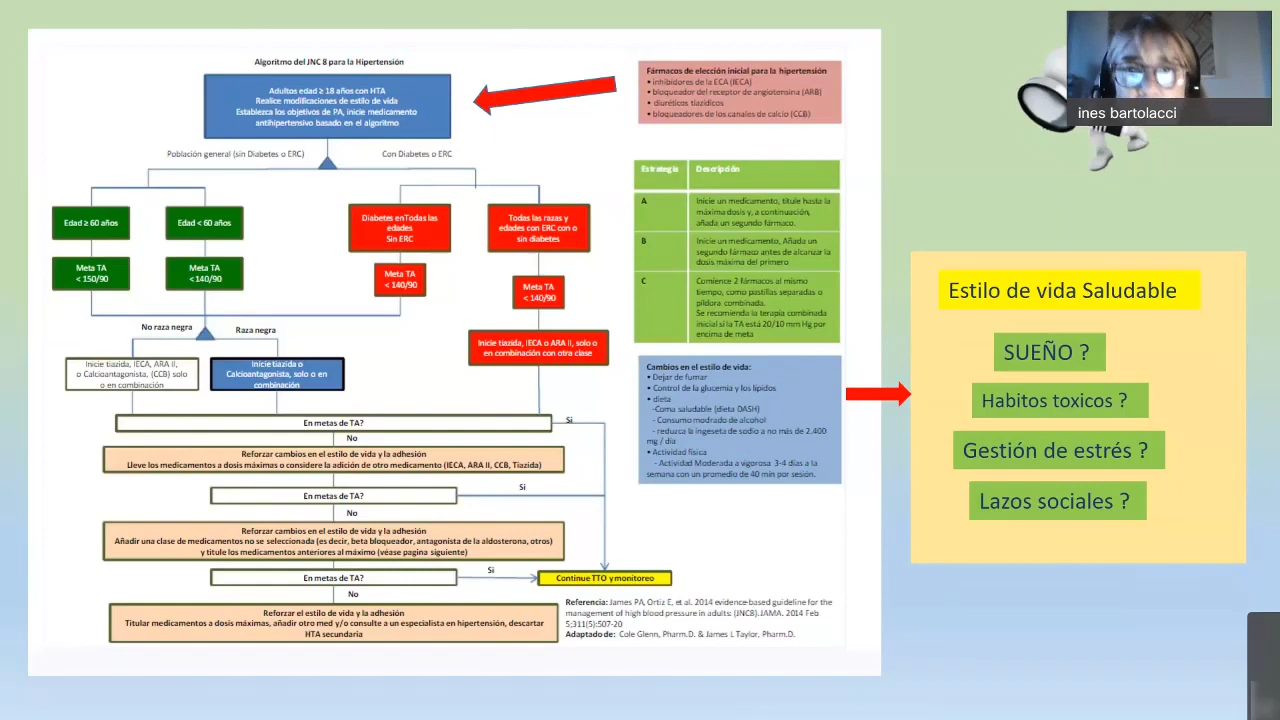 Algoritmo del JNC 8 para la Hipertensión
Adultos edad ≥ 18 años con HTA
Realice modificaciones de estilo de vida
Establezca los objetivos de PA, inicie medicamento
antihipertensivo basado en el algoritmo
Población general (sin Diabetes o ERC)
Con Diabetes o ERC
Edad ≥ 60 años
Edad < 60 años
Diabetes enTodas las
edades
Sin ERC
Todas las razas y
edades con ERC con o
sin diabetes
Meta TA
< 150/90
Meta TA
< 140/90
Meta TA
< 140/90
Meta TA
< 140/90
No raza negra
Raza negra
Inicie tiazida, IECA, ARA II,
o Calcioantagonista, (CCB) solo
o en combinación
Inicie tiazida o
Calcioantagonista, solo o en
combinación
Inicie tiazida, IECA o ARA II, solo o
en combinación con otra clase
En metas de TA?
Si
No
Reforzar cambios en el estilo de vida y la adhesión
Lleve los medicamentos a dosis máximas o considere la adición de otro medicamento (IECA, ARA II, CCB, Tiazida)
En metas de TA?
Si
No
Reforzar cambios en el estilo de vida y la adhesión
Añadir una clase de medicamentos no se seleccionada (es decir, beta bloqueador, antagonista de la aldosterona, otros)
y titule los medicamentos anteriores al máximo (véase pagina siguiente)
En metas de TA?
Si
Continue TTO y monitoreo
No
Reforzar el estilo de vida y la adhesión
Titular medicamentos a dosis máximas, añadir otro med y/o consulte a un especialista en hipertensión, descartar
HTA secundaria
Fármacos de elección inicial para la hipertensión
• inhibidores de la ECA (IECA)
• bloqueador del receptor de angiotensina (ARB)
• diuréticos tiazídicos
• bloqueadores de los canales de calcio (CCB)
Estrategia Descripción
A Inicie un medicamento, titule hasta la
máxima dosis y, a continuación,
añada un segundo fármaco.
B Inicie un medicamento, Añada un
segundo fármaco antes de alcanzar la
dosis máxima del primero
C Comience 2 fármacos al mismo
tiempo, como pastillas separadas o
píldora combinada.
Se recomienda la terapia combinada
inicial si la TA está 20/10 mm Hg por
encima de meta
Cambios en el estilo de vida:
• Dejar de fumar
• Control de la glucemia y los lípidos
• dieta
-Coma saludable (dieta DASH)
- Consumo modrado de alcohol
- reduzca la ingeseta de sodio a no más de 2.400
mg / día
• Actividad física
- Actividad Moderada a vigorosa 3-4 días a la
semana con un promedio de 40 min por sesión.
Referencia: James PA, Ortiz E, et al. 2014 evidence-based guideline for the
management of high blood pressure in adults: (JNC8). JAMA. 2014 Feb
5;311(5):507-20
Adaptado de: Cole Glenn, Pharm.D. & James L Taylor, Pharm.D.
ines bartolacci
Estilo de vida Saludable
SUEÑO ?
Habitos toxicos ?
Gestión de estrés ?
Lazos sociales ?